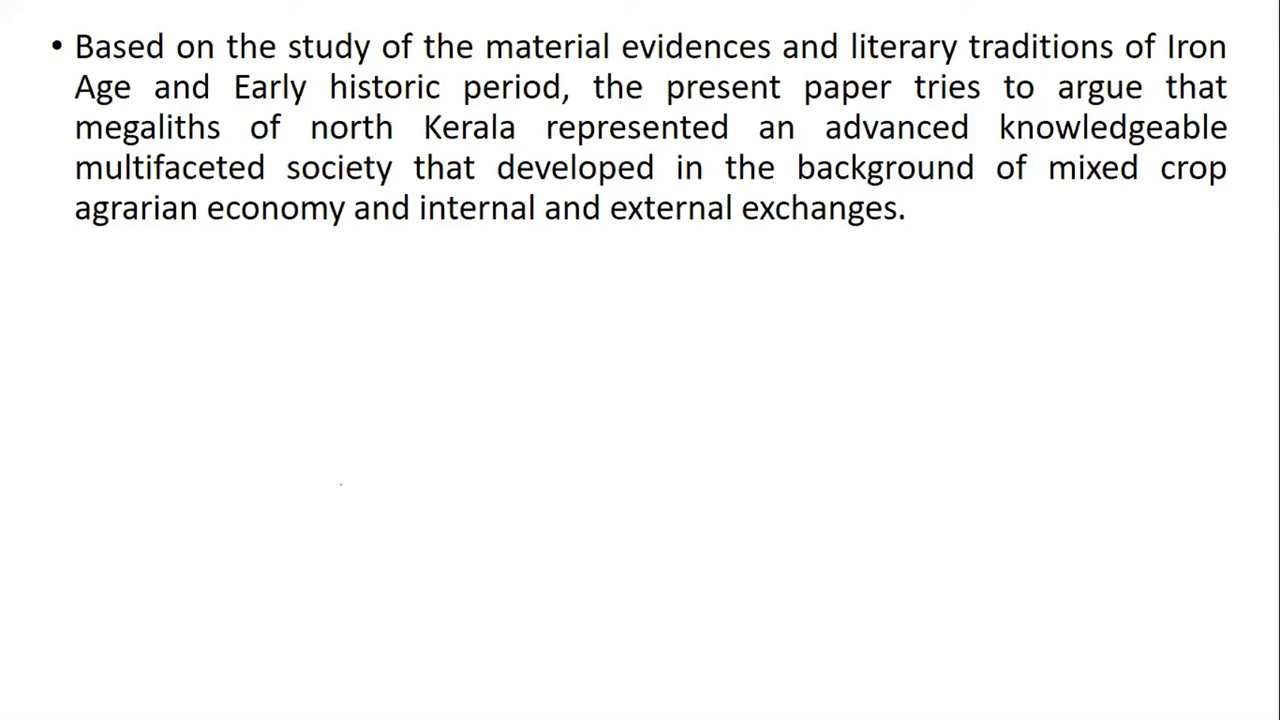 • Based on the study of the material evidences and literary traditions of Iron
Age and Early historic period, the present paper tries to argue that
megaliths of north Kerala represented an advanced knowledgeable
multifaceted society that developed in the background of mixed crop
agrarian economy and internal and external exchanges.